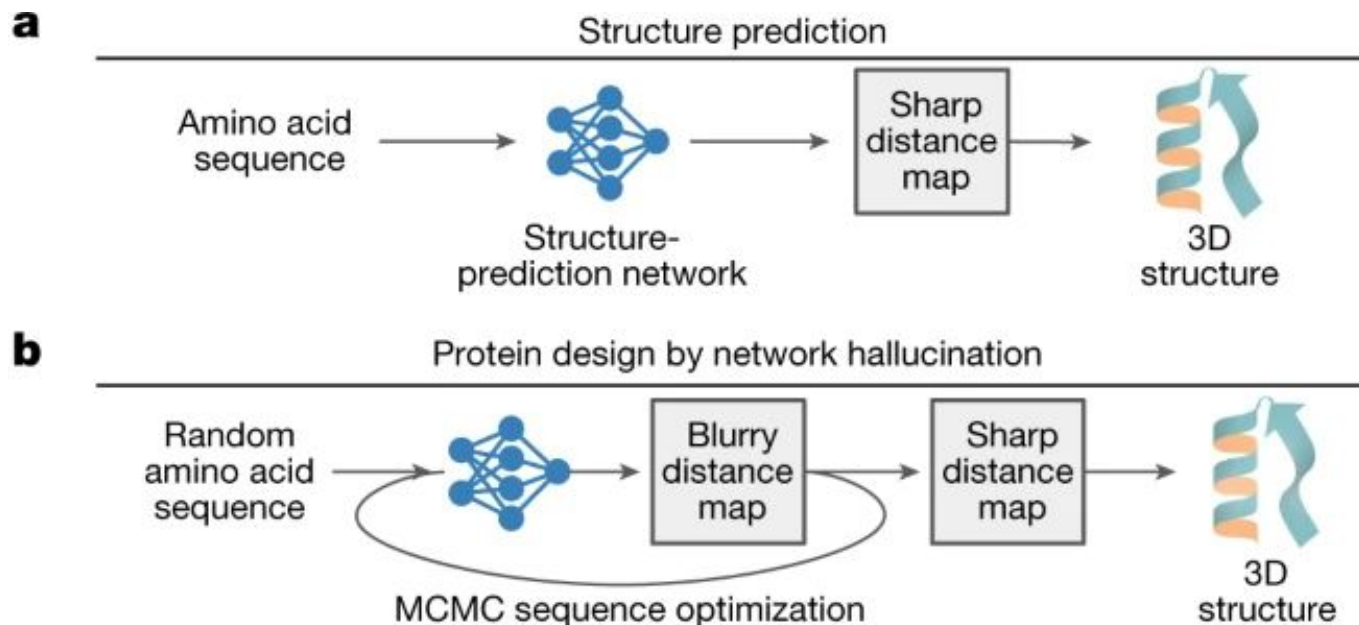 a
Structure prediction
Amino acid
sequence
Structure-
prediction network
Sharp
distance
map
3D
structure
b
Protein design by network hallucination
Random
amino acid
sequence
Blurry
distance
map
Sharp
distance
map
3D
structure
MCMC sequence optimization